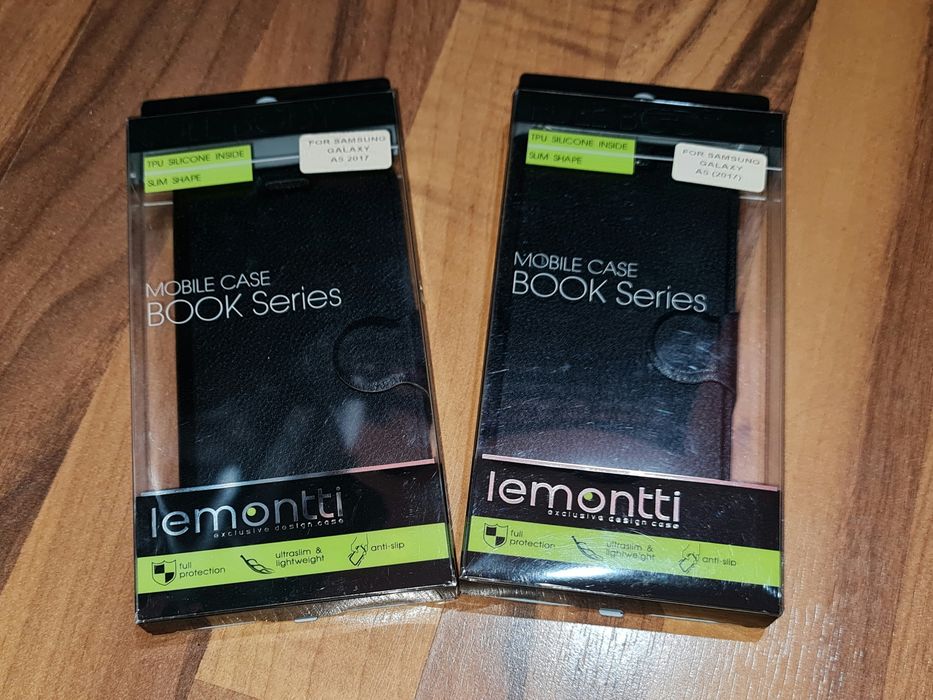 TPU SILICONE INSIDE
SLIM SHAPE
FOR SAMSUNG
GALAXY
A5 2017
MOBILE CASE
BOOK Series
lemontti
exclusive design case
full
protection
ultraslim &
lightweight
anti-slip
TPU SILICONE INSIDE
SLIM SHAPE
FOR SAMSUNG
GALAXY
A5 (2017)
MOBILE CASE
BOOK Series
lemontti
exclusive design case
full
protection
ultraslim &
lightweight
anti-slip